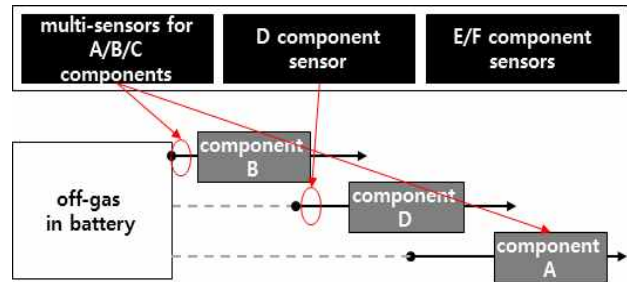 multi-sensors for
A/B/C
components
D component
sensor
E/F component
sensors
component
B
off-gas
in battery
component
D
component
A